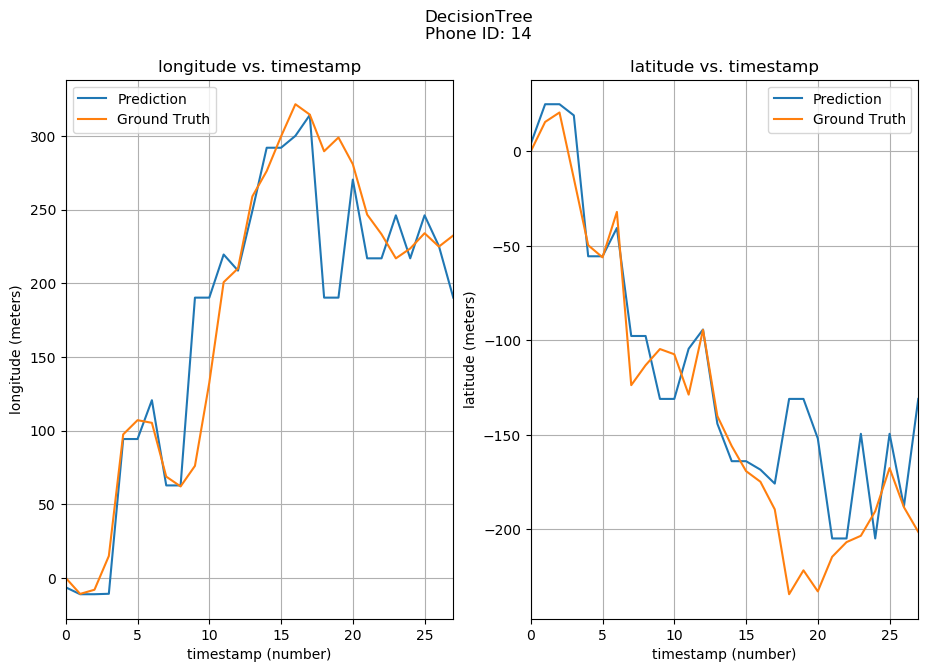 DecisionTree
Phone ID: 14
longitude vs. timestamp
Prediction
Ground Truth
300
250
200
150
100
50
0
longitude (meters)
0 5 10 15 20 25
timestamp (number)
latitude vs. timestamp
Prediction
Ground Truth
0
−50
−100
−150
−200
latitude (meters)
0 5 10 15 20 25
timestamp (number)